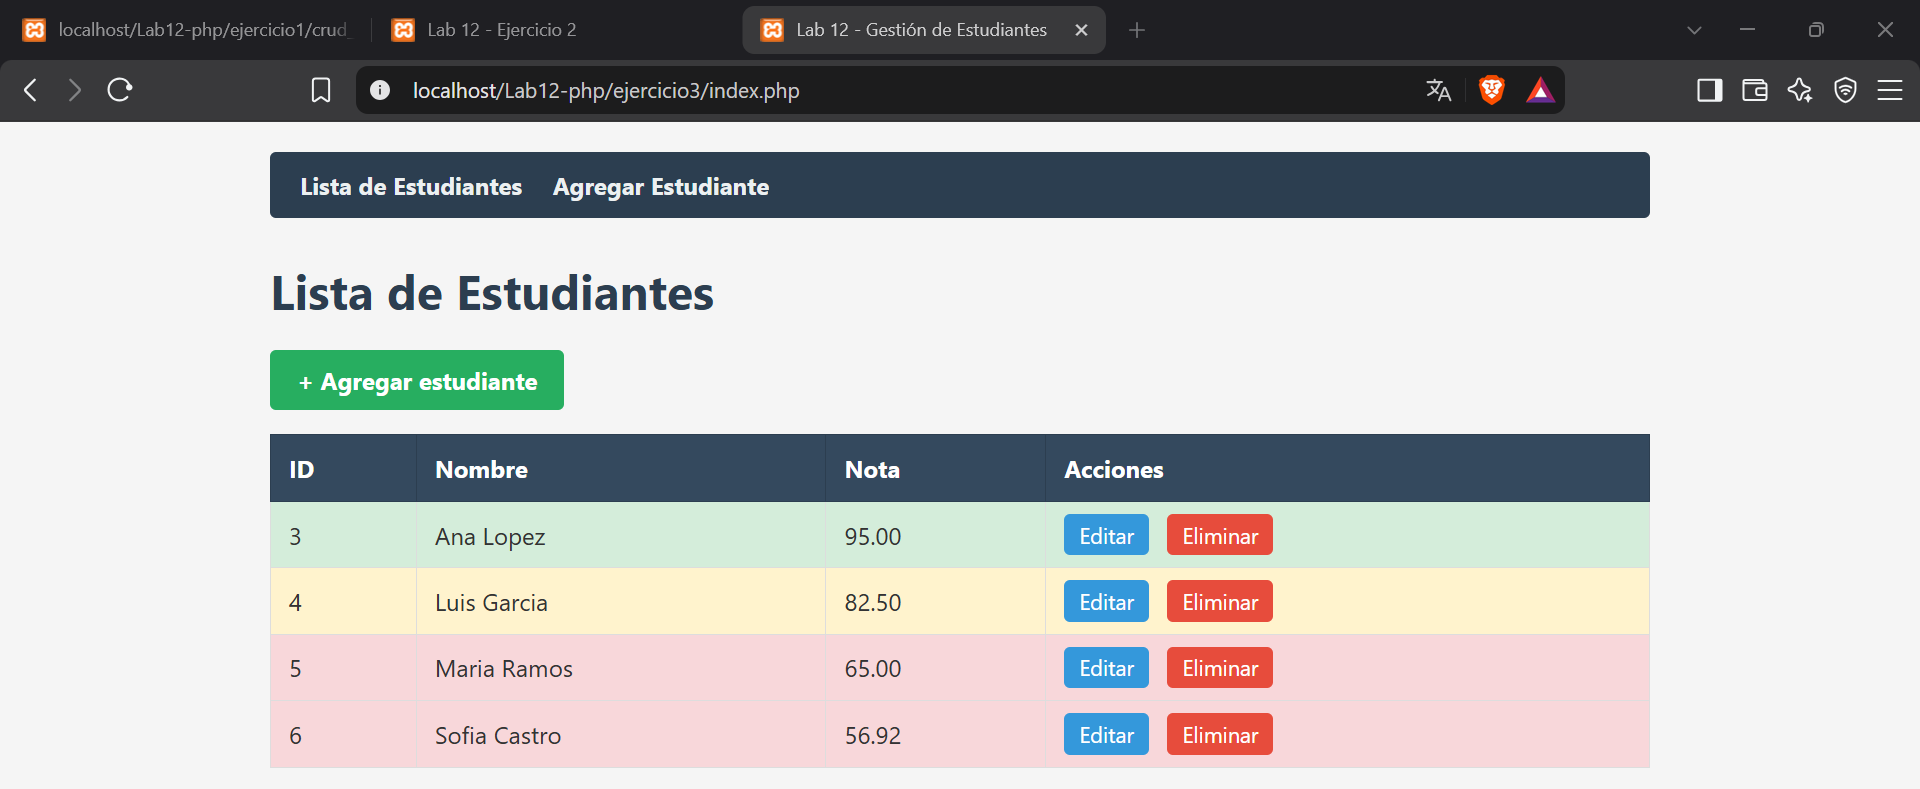 localhost/Lab12-php/ejercicio1/crud_
Lab 12 - Ejercicio 2
Lab 12 - Gestión de Estudiantes
localhost/Lab12-php/ejercicio3/index.php
Lista de Estudiantes Agregar Estudiante
Lista de Estudiantes
+ Agregar estudiante
ID Nombre Nota Acciones
3 Ana Lopez 95.00 Editar Eliminar
4 Luis Garcia 82.50 Editar Eliminar
5 Maria Ramos 65.00 Editar Eliminar
6 Sofia Castro 56.92 Editar Eliminar